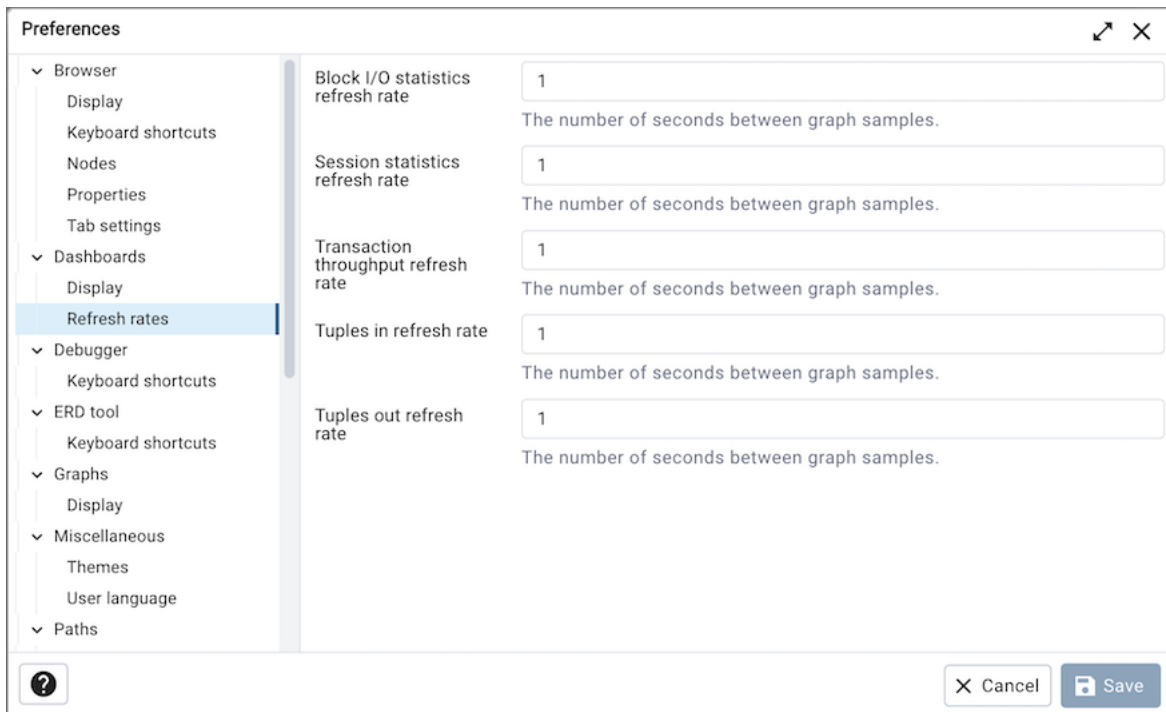 Preferences
Browser
Display
Keyboard shortcuts
Nodes
Properties
Tab settings
Dashboards
Display
Refresh rates
Debugger
Keyboard shortcuts
ERD tool
Keyboard shortcuts
Graphs
Display
Miscellaneous
Themes
User language
Paths
Block I/O statistics
refresh rate
1
The number of seconds between graph samples.
Session statistics
refresh rate
1
The number of seconds between graph samples.
Transaction
throughput refresh
rate
1
The number of seconds between graph samples.
Tuples in refresh rate
1
The number of seconds between graph samples.
Tuples out refresh
rate
1
The number of seconds between graph samples.
?
Cancel
Save